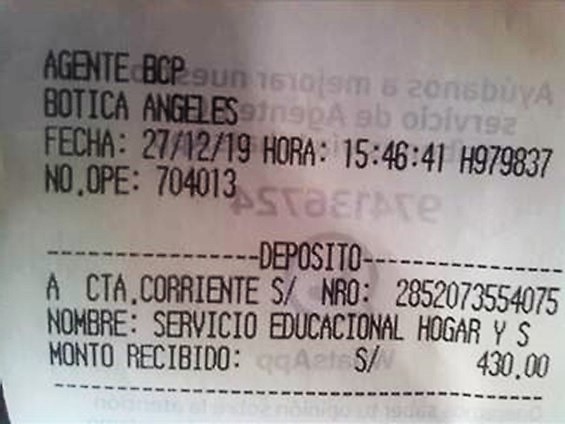 AGENTE BCP
BOTICA ANGELES
FECHA: 27/12/19 HORA: 15:46:41 H979837
NO.OPE: 704013
-----------------DEPOSITO-----------------
A CTA.CORRIENTE S/ NRO: 2852073554075
NOMBRE: SERVICIO EDUCACIONAL HOGAR Y S
MONTO RECIBIDO: S/ 430.00
------------------------------------------